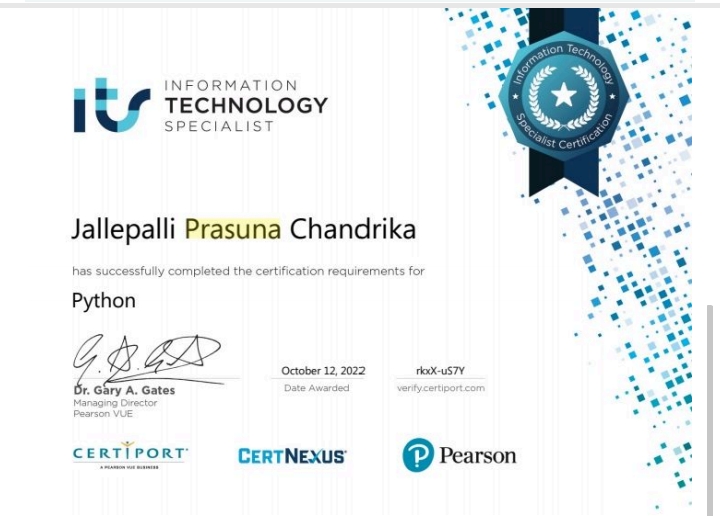 its
INFORMATION
TECHNOLOGY
SPECIALIST
Information Technology
Specialist Certification
Jallepalli Prasuna Chandrika
has successfully completed the certification requirements for
Python
Dr. Gary A. Gates
Managing Director
Pearson VUE
October 12, 2022
Date Awarded
rkxX-uS7Y
verify.certiport.com
CERTIPORT
A PEARSON VUE BUSINESS
CERTNEXUS
P Pearson